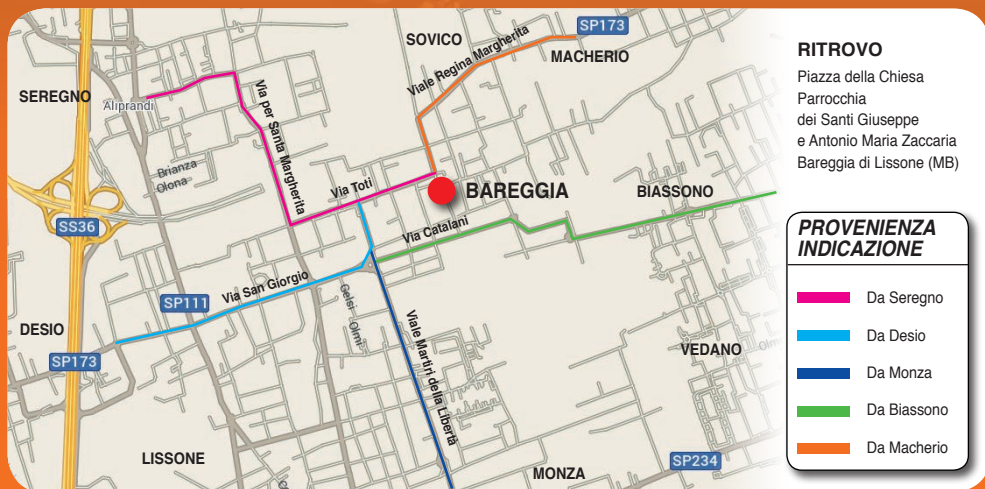 SOVICO
SP173
MACHERIO
Viale Regina Margherita
SEREGNO
Aliprandi
Via per Santa Margherita
Brianza
Olona
Via Toti
BAREGGIA
BIASSONO
SS36
Via Catalani
Via San Giorgio
SP111
Gelsi
Olmi
DESIO
SP173
Viale Martiri della Libertà
VEDANO
LISSONE
MONZA
SP234
RITROVO
Piazza della Chiesa
Parrocchia
dei Santi Giuseppe
e Antonio Maria Zaccaria
Bareggia di Lissone (MB)
PROVENIENZA
INDICAZIONE
Da Seregno
Da Desio
Da Monza
Da Biassono
Da Macherio